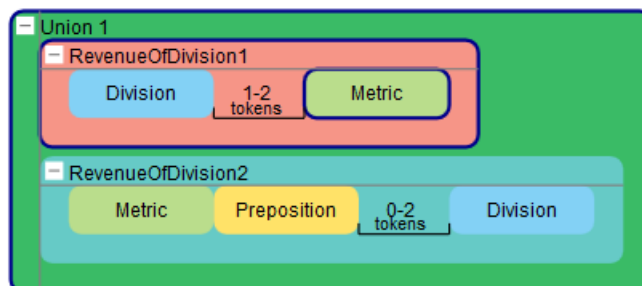 Union 1
RevenueOfDivision1
Division 1-2 tokens Metric
RevenueOfDivision2
Metric Preposition 0-2 tokens Division